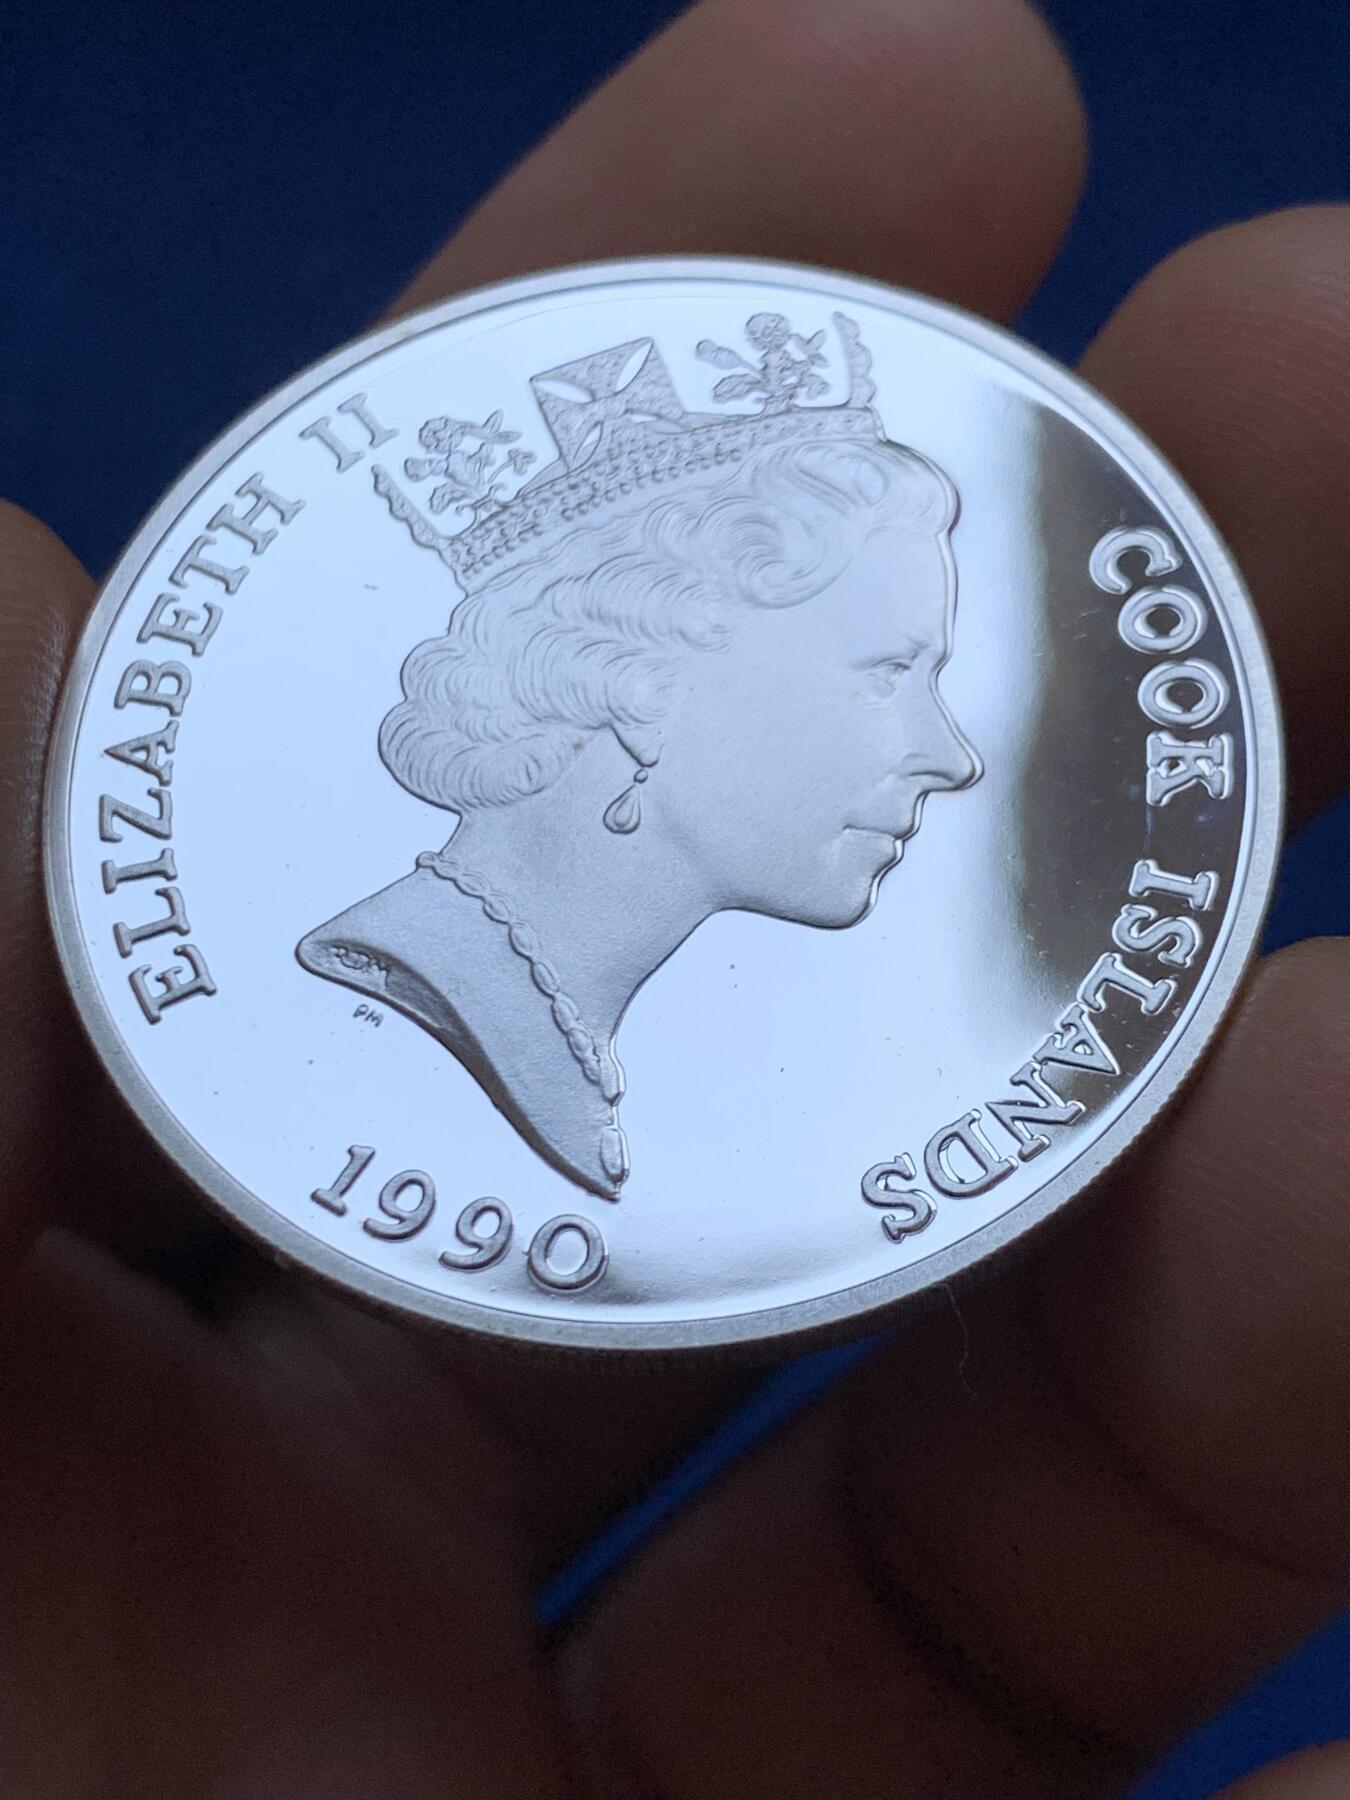 ELIZABETH II
COOK ISLANDS
1990
RDM
PM